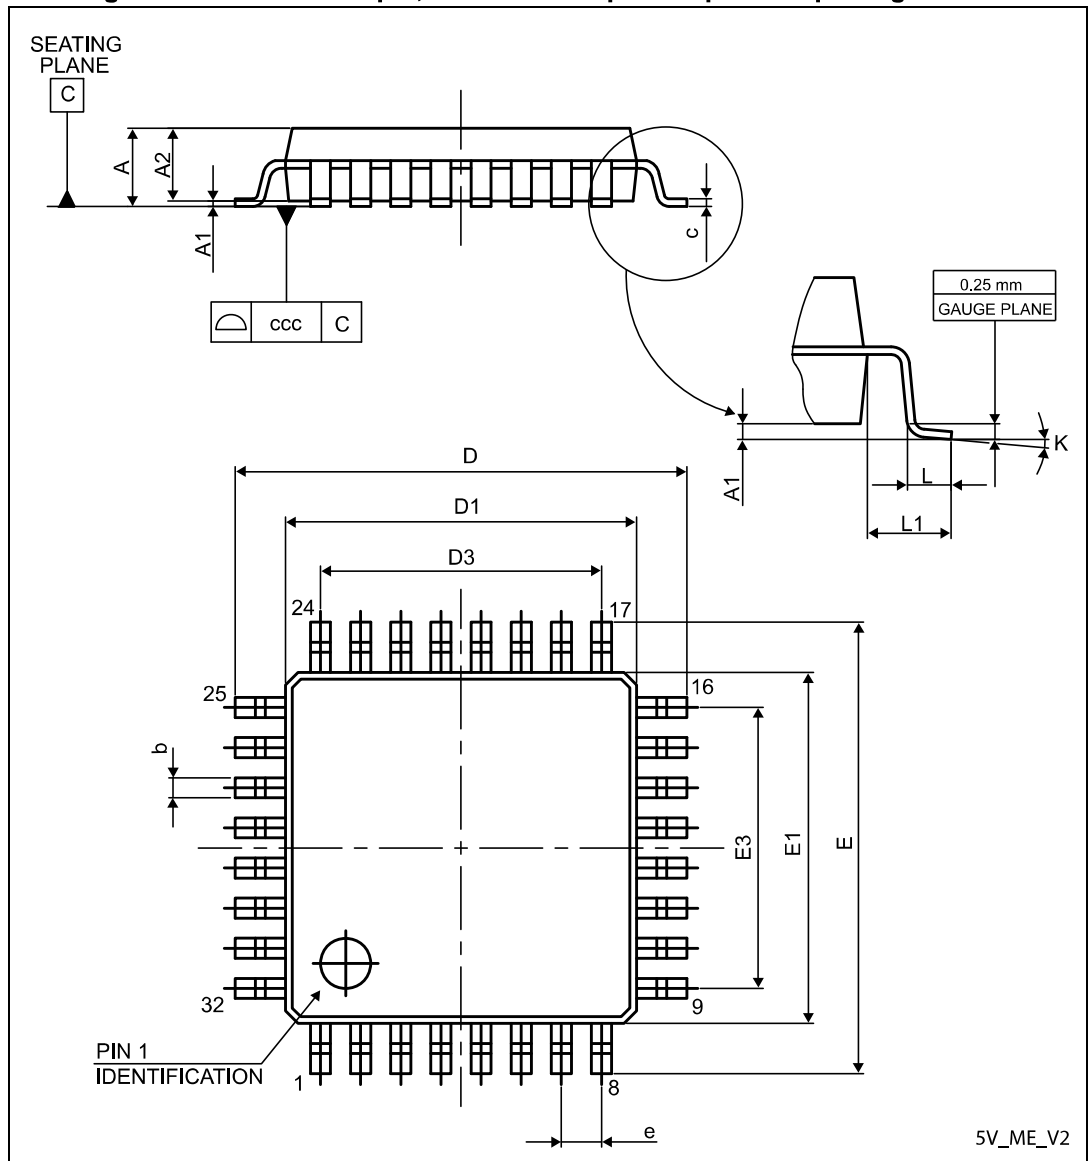 SEATING
PLANE
C
A
A2
A1
c
ccc
C
0.25 mm
GAUGE PLANE
K
A1
L
L1
D
D1
D3
24
17
25
16
b
E3
E1
E
32
9
PIN 1
IDENTIFICATION
1
8
e
5V_ME_V2